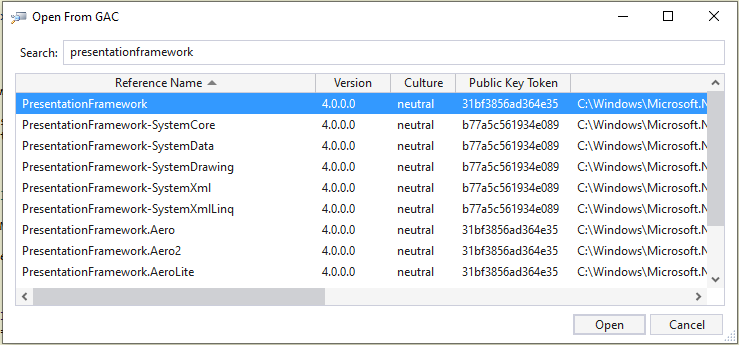 Open From GAC
Search: presentationframework
Reference Name Version Culture Public Key Token
PresentationFramework 4.0.0.0 neutral 31bf3856ad364e35 C:\Windows\Microsoft.N
PresentationFramework-SystemCore 4.0.0.0 neutral b77a5c561934e089 C:\Windows\Microsoft.N
PresentationFramework-SystemData 4.0.0.0 neutral b77a5c561934e089 C:\Windows\Microsoft.N
PresentationFramework-SystemDrawing 4.0.0.0 neutral b77a5c561934e089 C:\Windows\Microsoft.N
PresentationFramework-SystemXml 4.0.0.0 neutral b77a5c561934e089 C:\Windows\Microsoft.N
PresentationFramework-SystemXmlLinq 4.0.0.0 neutral b77a5c561934e089 C:\Windows\Microsoft.N
PresentationFramework.Aero 4.0.0.0 neutral 31bf3856ad364e35 C:\Windows\Microsoft.N
PresentationFramework.Aero2 4.0.0.0 neutral 31bf3856ad364e35 C:\Windows\Microsoft.N
PresentationFramework.AeroLite 4.0.0.0 neutral 31bf3856ad364e35 C:\Windows\Microsoft.N
Open Cancel